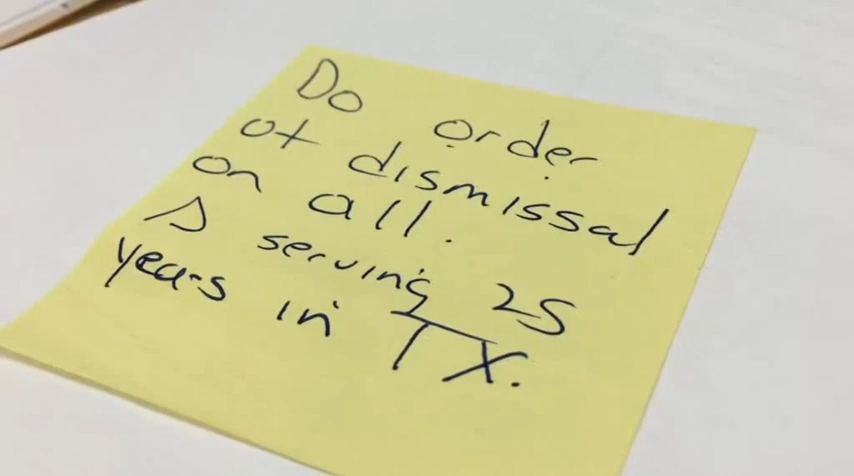 Do order
of dismissal
on all.
Δ serving 25
years in TX.